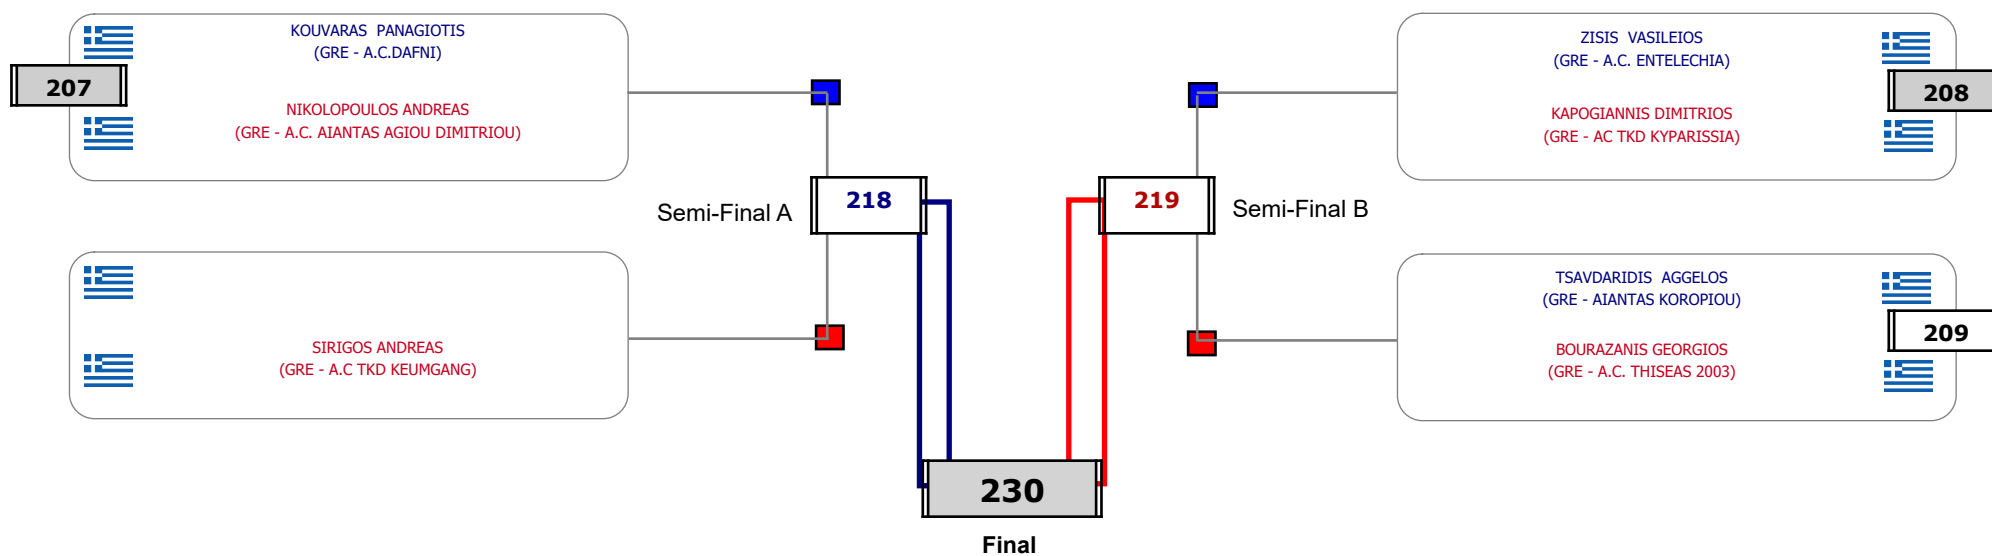 KOUVARAS PANAGIOTIS
(GRE - A.C.DAFNI)
207
NIKOLOPOULOS ANDREAS
(GRE - A.C. AIANTAS AGIOU DIMITRIOU)
ZISIS VASILEIOS
(GRE - A.C. ENTELECHIA)
208
KAPOGIANNIS DIMITRIOS
(GRE - AC TKD KYPARISSIA)
Semi-Final A
218
219
Semi-Final B
SIRIGOS ANDREAS
(GRE - A.C TKD KEUMGANG)
TSAVDARIDIS AGGELOS
(GRE - AIANTAS KOROPIOU)
209
BOURAZANIS GEORGIOS
(GRE - A.C. THISEAS 2003)
230
Final